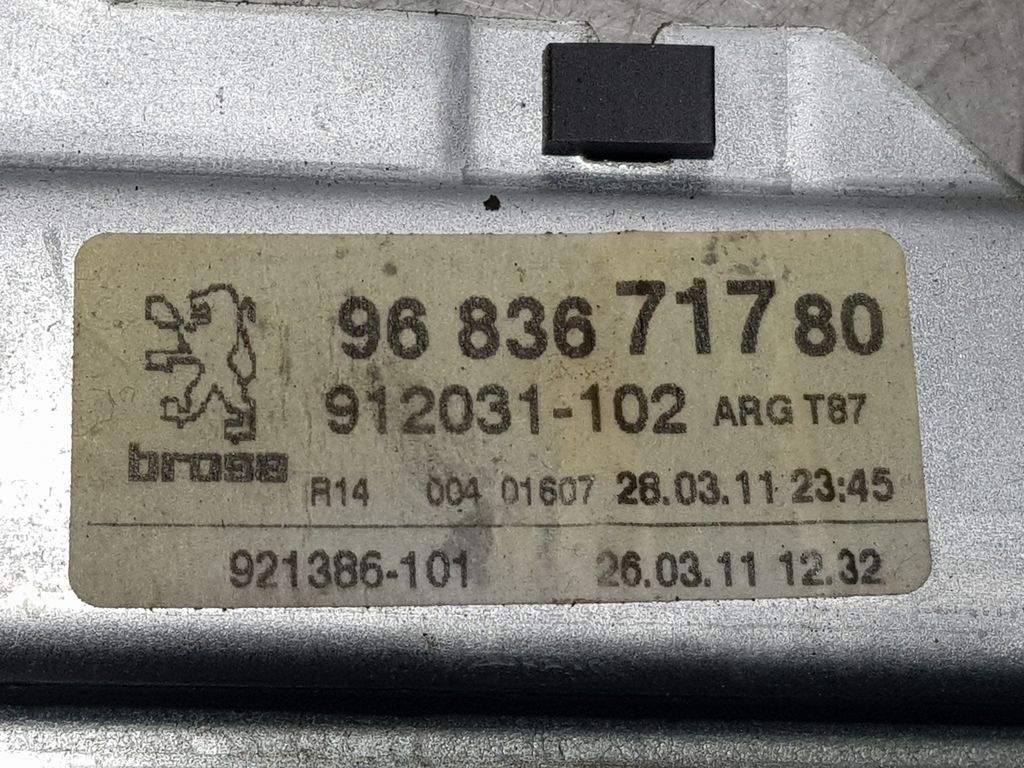 96 836 717 80
912031-102 ARG T87
brose
R14 004 01607 28.03.11 23:45
921386-101 26.03.11 12.32